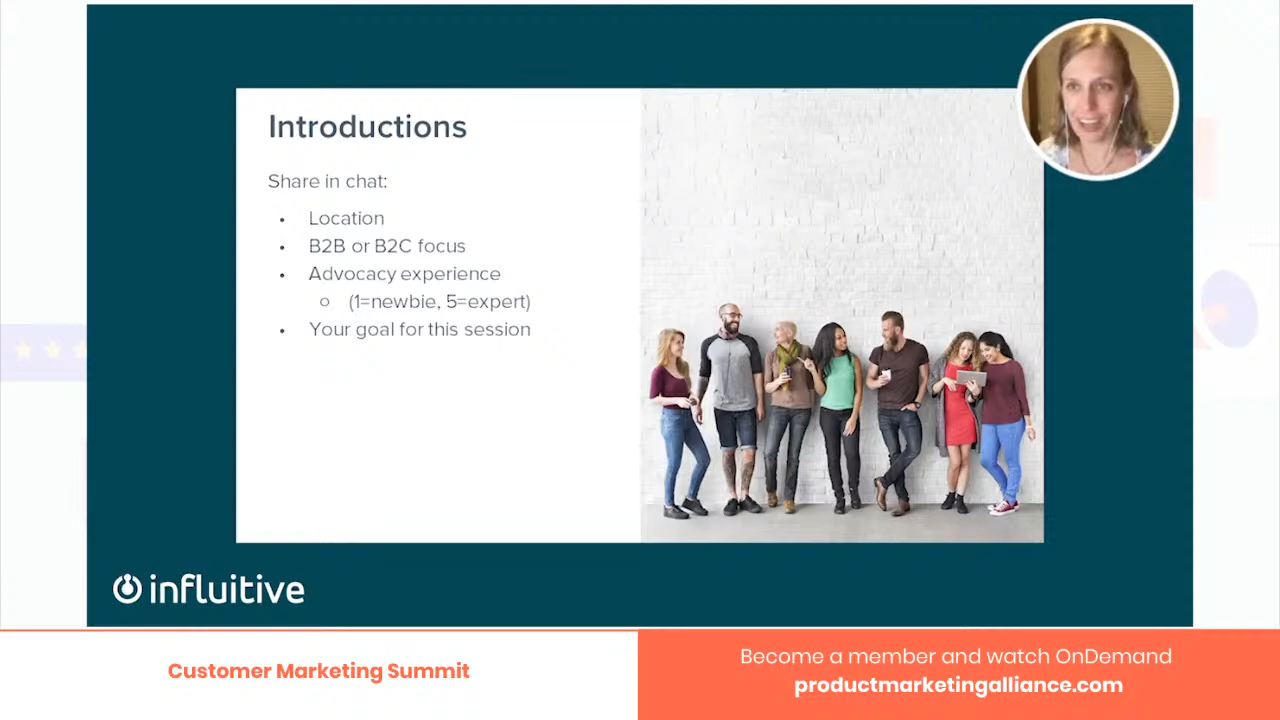 Introductions
Share in chat:
• Location
• B2B or B2C focus
• Advocacy experience
○ (1=newbie, 5=expert)
• Your goal for this session
influitive
Customer Marketing Summit
Become a member and watch OnDemand
productmarketingalliance.com